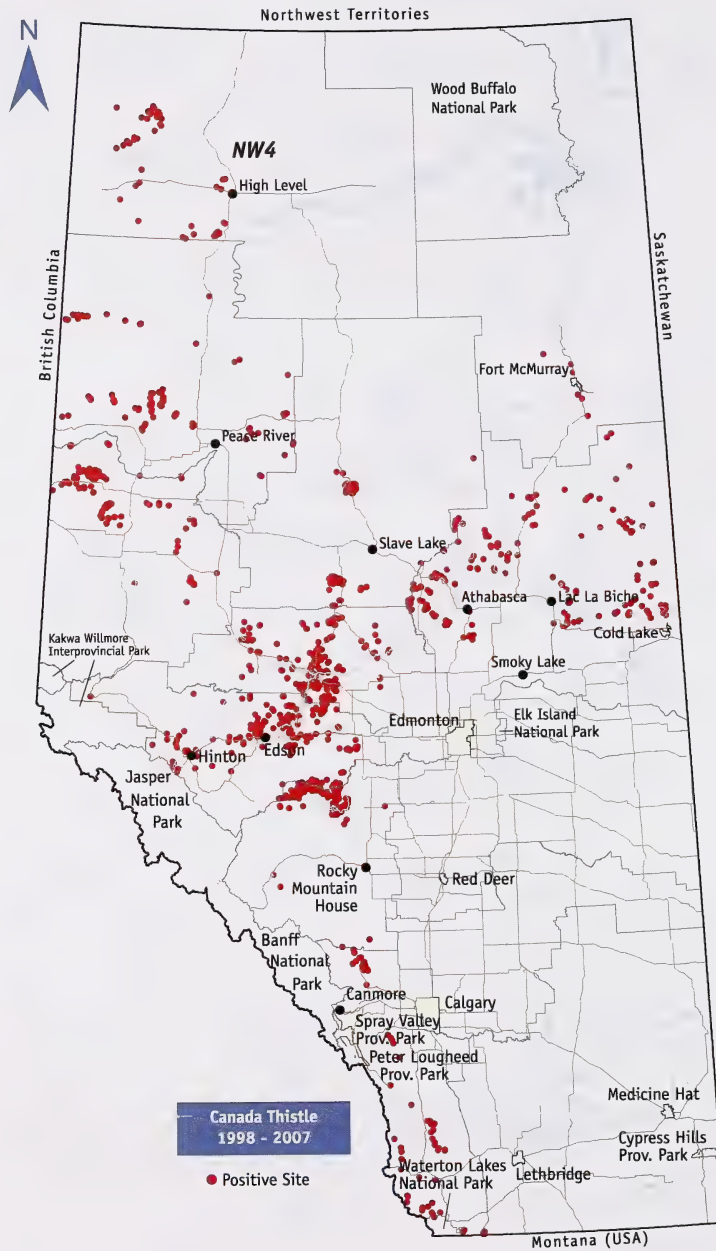 Northwest Territories
N
Wood Buffalo
National Park
NW4
High Level
British Columbia
Saskatchewan
Fort McMurray
Peace River
Slave Lake
Athabasca
Lac La Biche
Cold Lake
Kakwa Willmore
Interprovincial Park
Smoky Lake
Edmonton
Elk Island
National Park
Edson
Hinton
Jasper
National
Park
Rocky
Mountain
House
Red Deer
Banff
National
Park
Canmore
Calgary
Spray Valley
Prov. Park
Peter Lougheed
Prov. Park
Medicine Hat
Canada Thistle
1998 - 2007
Cypress Hills
Prov. Park
Positive Site
Waterton Lakes
National Park
Lethbridge
Montana (USA)